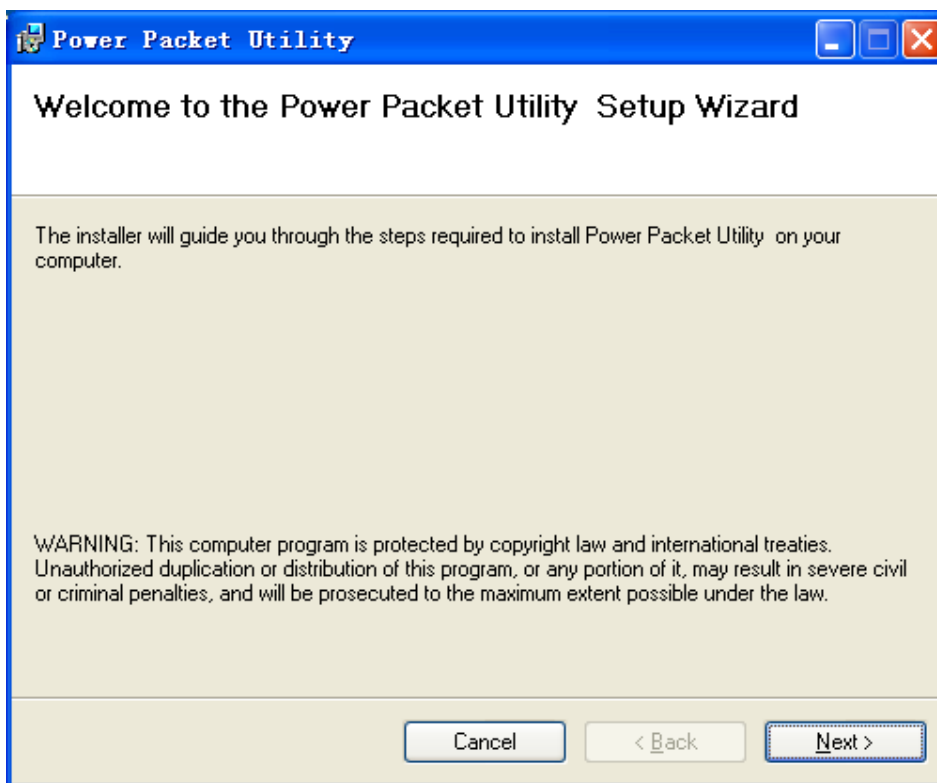 Power Packet Utility
Welcome to the Power Packet Utility  Setup Wizard
The installer will guide you through the steps required to install Power Packet Utility  on your
computer.
WARNING: This computer program is protected by copyright law and international treaties.
Unauthorized duplication or distribution of this program, or any portion of it, may result in severe civil
or criminal penalties, and will be prosecuted to the maximum extent possible under the law.
Cancel
< Back
Next >